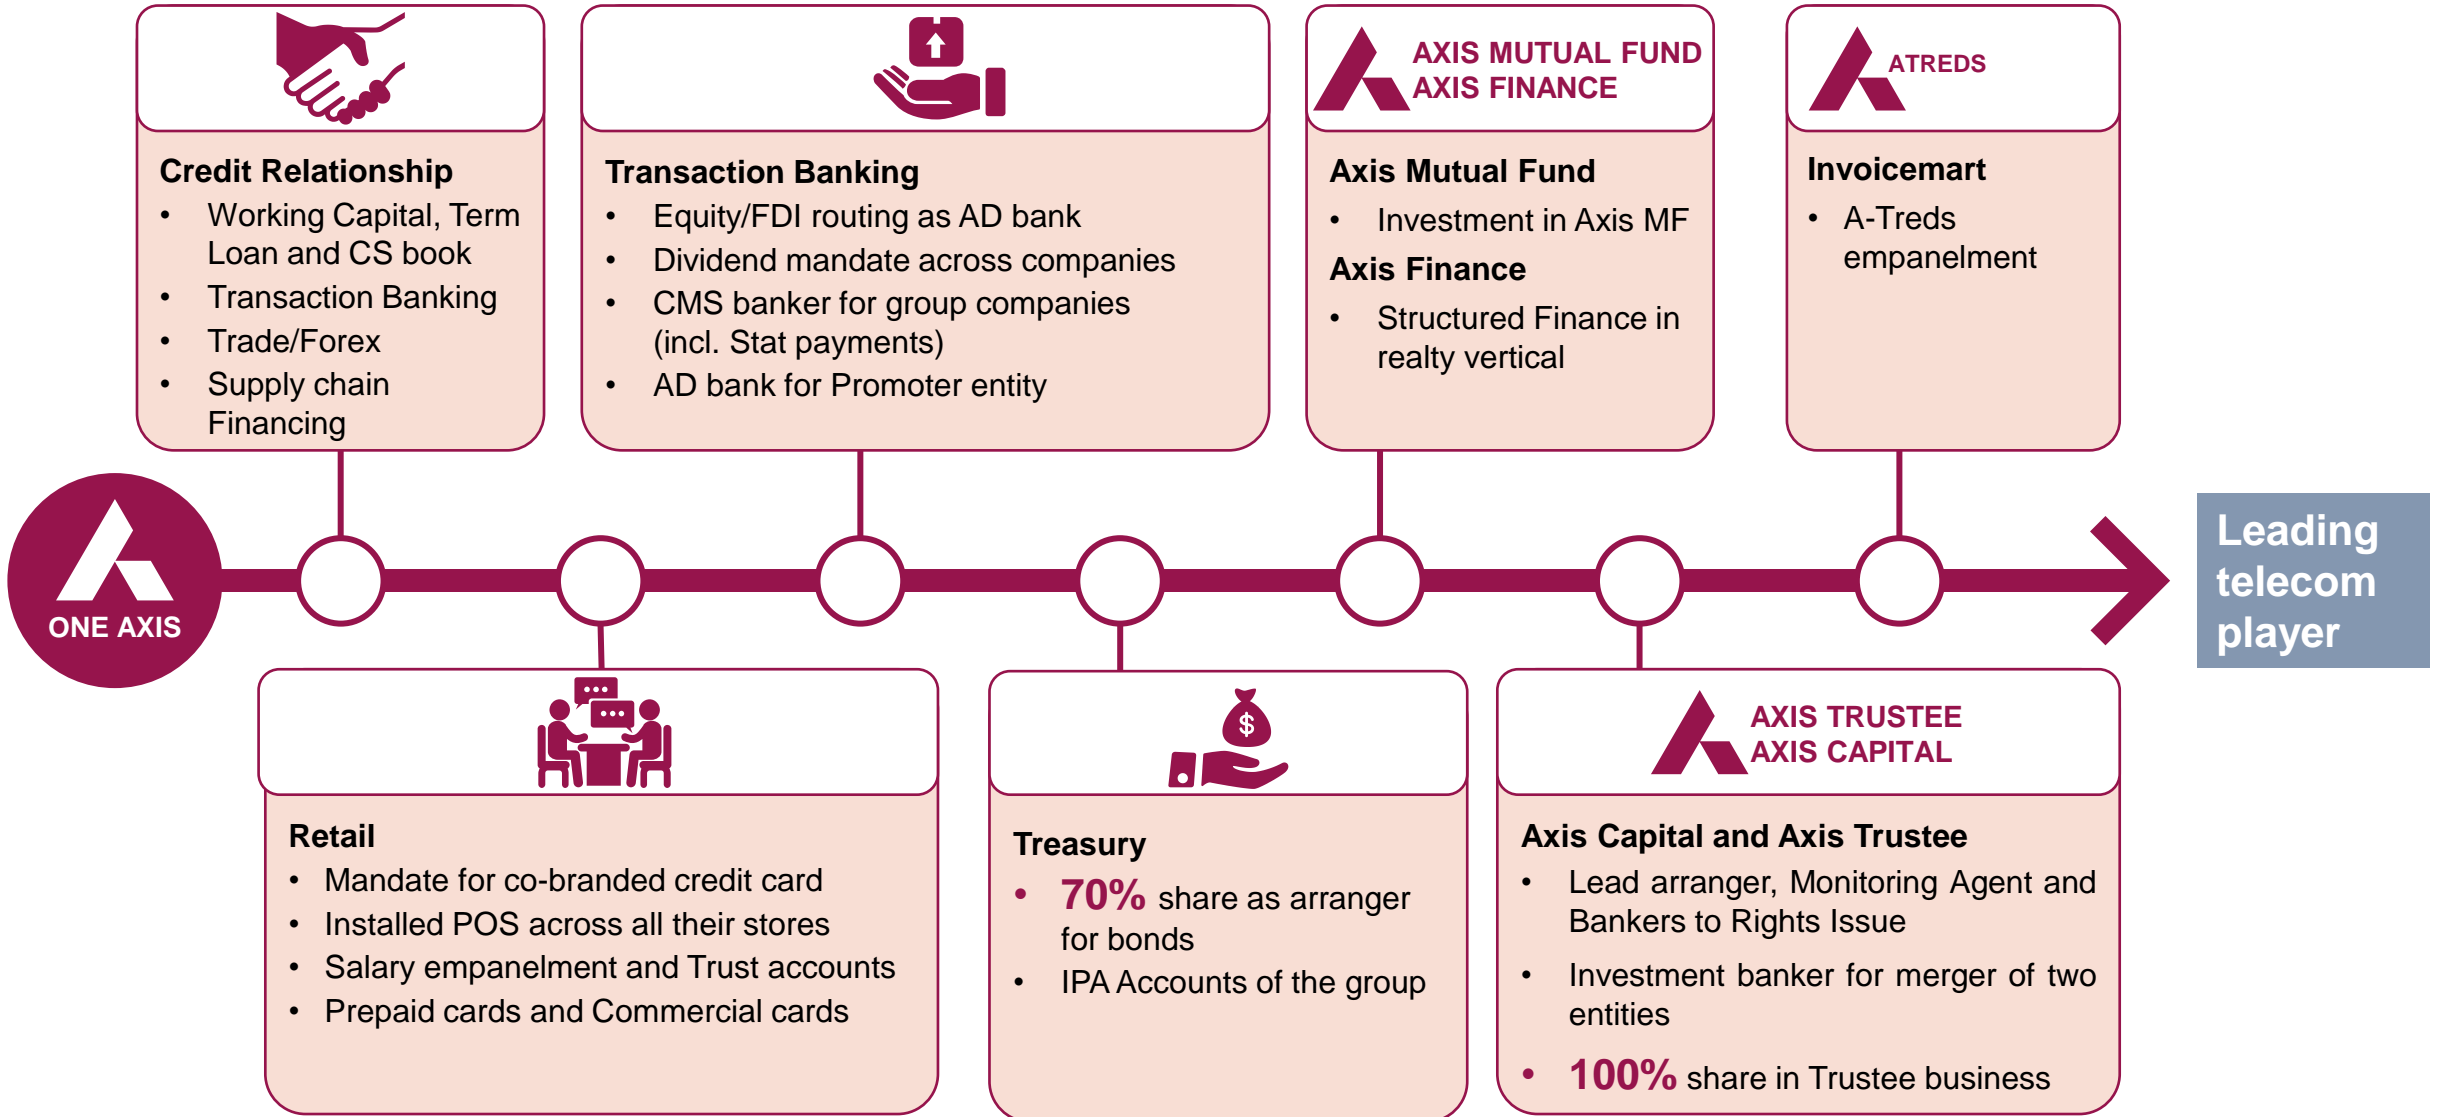 Credit Relationship
• Working Capital, Term
Loan and CS book
• Transaction Banking
• Trade/Forex
• Supply chain
Financing
Transaction Banking
• Equity/FDI routing as AD bank
• Dividend mandate across companies
• CMS banker for group companies
(incl. Stat payments)
• AD bank for Promoter entity
AXIS MUTUAL FUND
AXIS FINANCE
Axis Mutual Fund
• Investment in Axis MF
Axis Finance
• Structured Finance in
realty vertical
ATREDS
Invoicemart
• A-Treds
empanelment
ONE AXIS
Leading
telecom
player
Retail
• Mandate for co-branded credit card
• Installed POS across all their stores
• Salary empanelment and Trust accounts
• Prepaid cards and Commercial cards
$
Treasury
• 70% share as arranger
for bonds
• IPA Accounts of the group
AXIS TRUSTEE
AXIS CAPITAL
Axis Capital and Axis Trustee
• Lead arranger, Monitoring Agent and
Bankers to Rights Issue
• Investment banker for merger of two
entities
• 100% share in Trustee business